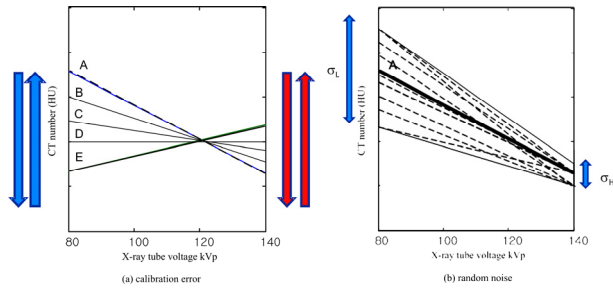 A
B
C
D
E
CT number (HU)
80
100
120
140
X-ray tube voltage kVp
(a) calibration error
σL
A
CT number (HU)
σH
80
100
120
140
X-ray tube voltage kVp
(b) random noise